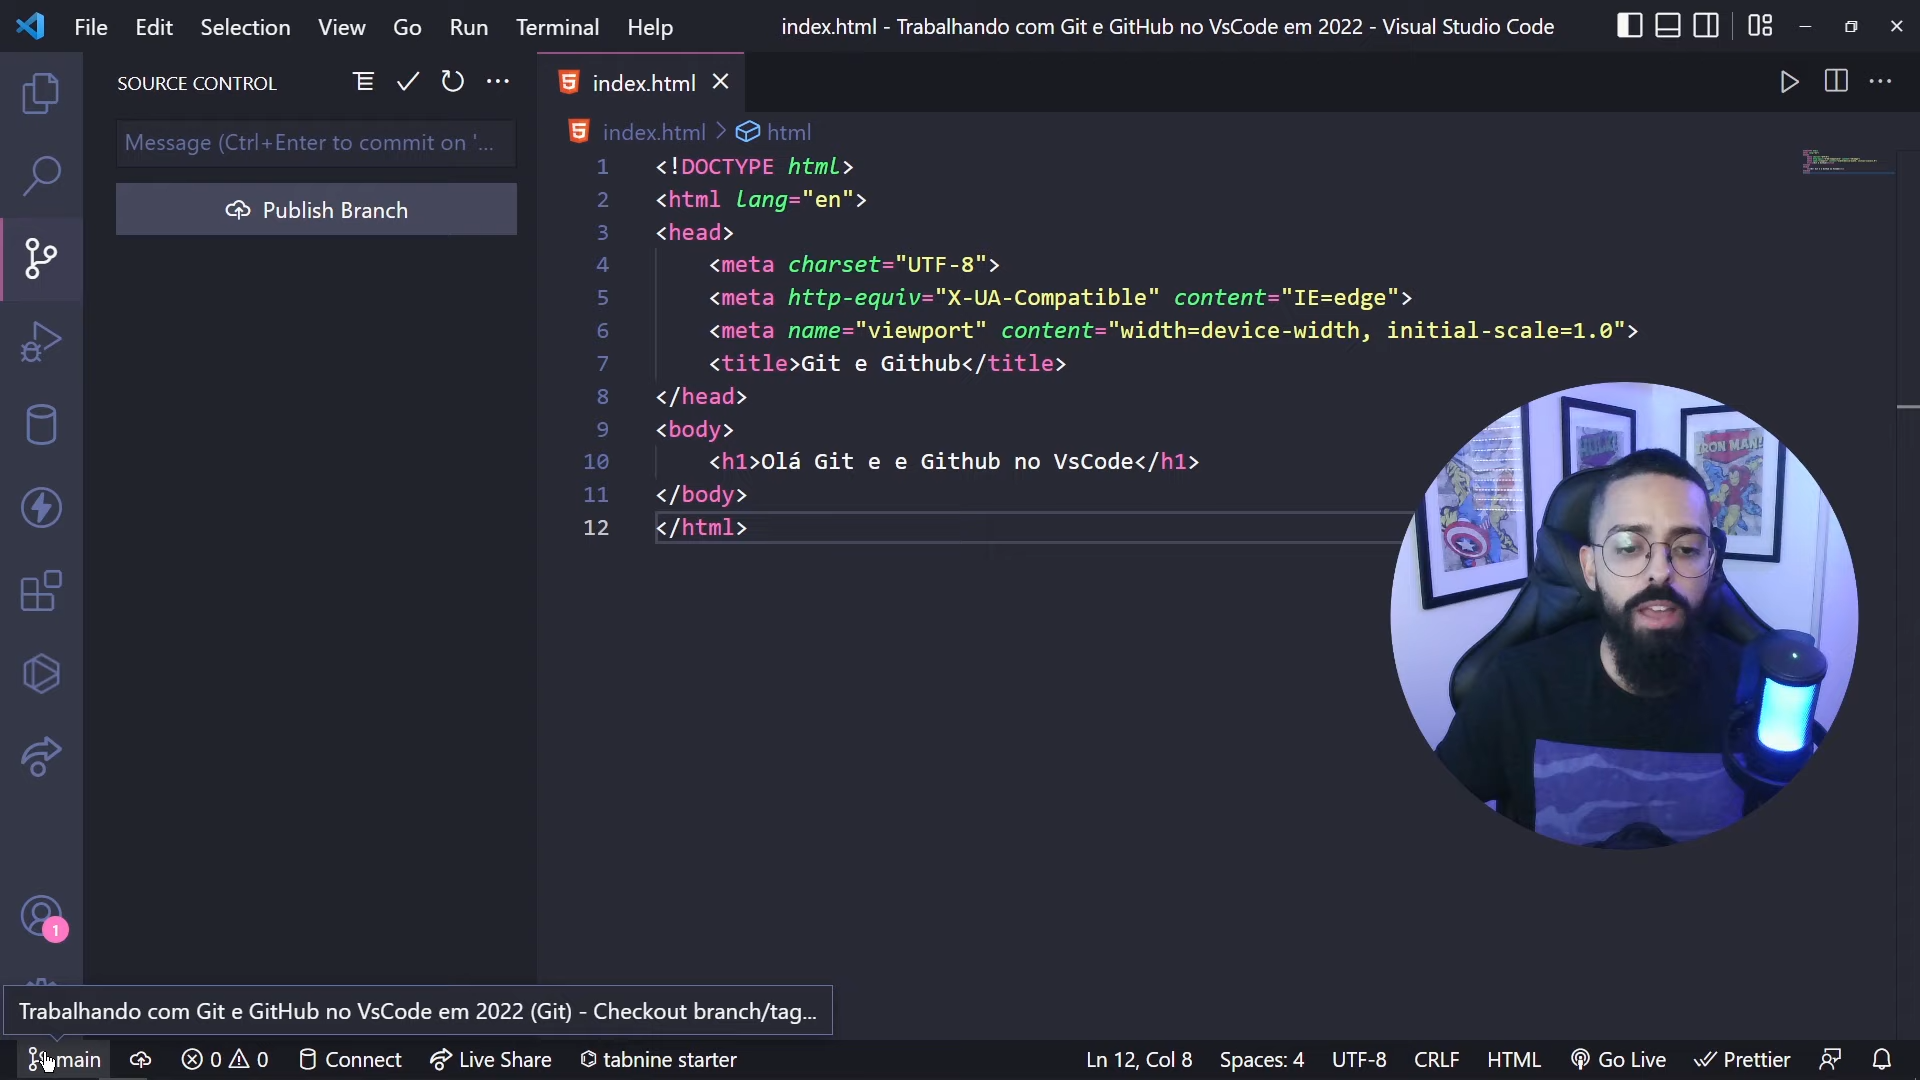 File Edit Selection View Go Run Terminal Help
index.html - Trabalhando com Git e GitHub no VsCode em 2022 - Visual Studio Code
SOURCE CONTROL
Message (Ctrl+Enter to commit on '...
Publish Branch
index.html
index.html > html
1 <!DOCTYPE html>
2 <html lang="en">
3 <head>
4 <meta charset="UTF-8">
5 <meta http-equiv="X-UA-Compatible" content="IE=edge">
6 <meta name="viewport" content="width=device-width, initial-scale=1.0">
7 <title>Git e Github</title>
8 </head>
9 <body>
10 <h1>Olá Git e e Github no VsCode</h1>
11 </body>
12 </html>
IRON MAN!
1
Trabalhando com Git e GitHub no VsCode em 2022 (Git) - Checkout branch/tag...
main 0 0 Connect Live Share tabnine starter Ln 12, Col 8 Spaces: 4 UTF-8 CRLF HTML Go Live Prettier